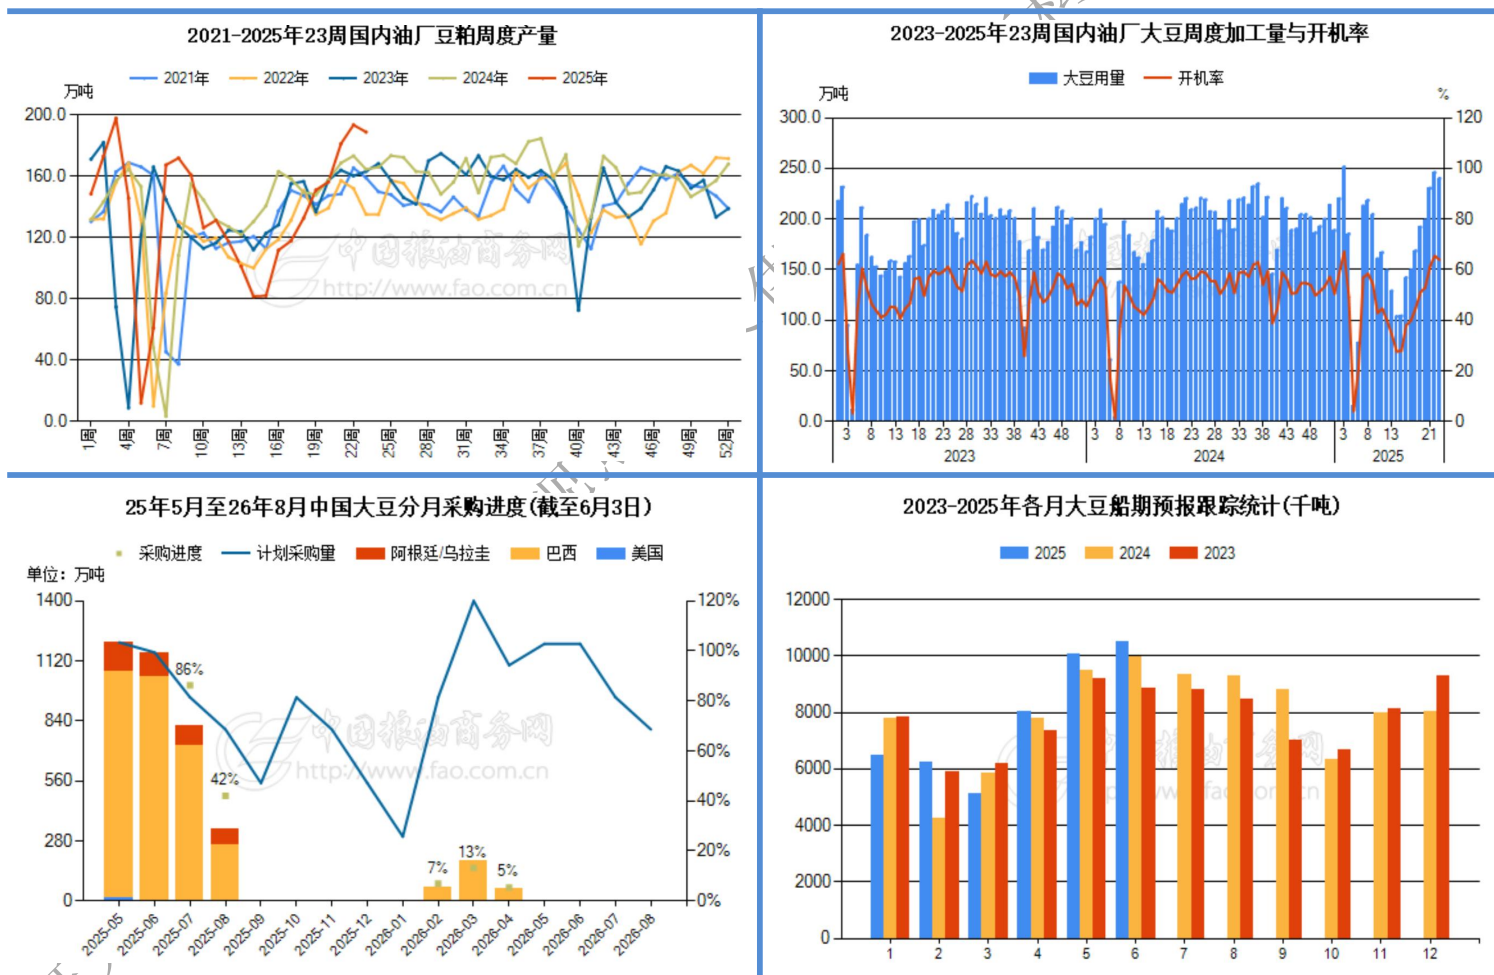 2021-2025年23周国内油厂豆粕周度产量
2021年 2022年 2023年 2024年 2025年
万吨
200.0
160.0
120.0
80.0
40.0
0.0
1周 4周 7周 10周 13周 16周 19周 22周 25周 28周 31周 34周 37周 40周 43周 46周 49周 52周
中国粮油商务网
http://www.fao.com.cn
2023-2025年23周国内油厂大豆周度加工量与开机率
大豆用量 开机率
万吨 %
300.0 120
250.0 100
200.0 80
150.0 60
100.0 40
50.0 20
0.0 0
3 8 13 18 23 28 33 38 43 48 3 8 13 18 23 28 33 38 43 48 3 8 13 21
2023 2024 2025
25年5月至26年8月中国大豆分月采购进度(截至6月3日)
采购进度 计划采购量 阿根廷/乌拉圭 巴西 美国
单位：万吨
1400 120%
1120 100%
840 80%
560 60%
280 40%
0 20%
0%
86%
42%
7% 13% 5%
2025-05 2025-06 2025-07 2025-08 2025-09 2025-10 2025-11 2025-12 2026-01 2026-02 2026-03 2026-04 2026-05 2026-06 2026-07 2026-08
中国粮油商务网
http://www.fao.com.cn
2023-2025年各月大豆船期预报跟踪统计(千吨)
2025 2024 2023
12000
10000
8000
6000
4000
2000
0
1 2 3 4 5 6 7 8 9 10 11 12